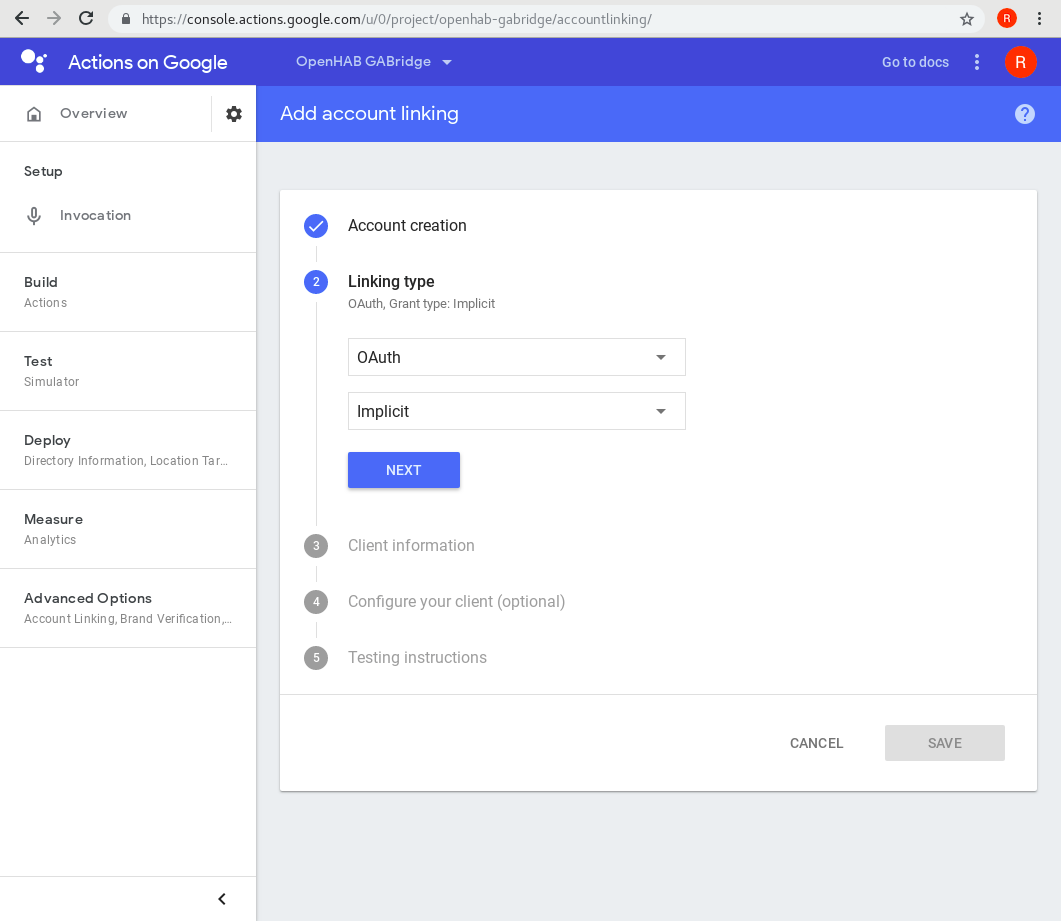 https://console.actions.google.com/u/0/project/openhab-gabridge/accountlinking/
R
Actions on Google
OpenHAB GABridge
Go to docs
R
Overview
Add account linking
?
Setup
Invocation
Build
Actions
Test
Simulator
Deploy
Directory Information, Location Tar...
Measure
Analytics
Advanced Options
Account Linking, Brand Verification,...
Account creation
2
Linking type
OAuth, Grant type: Implicit
OAuth
Implicit
NEXT
3
Client information
4
Configure your client (optional)
5
Testing instructions
CANCEL
SAVE